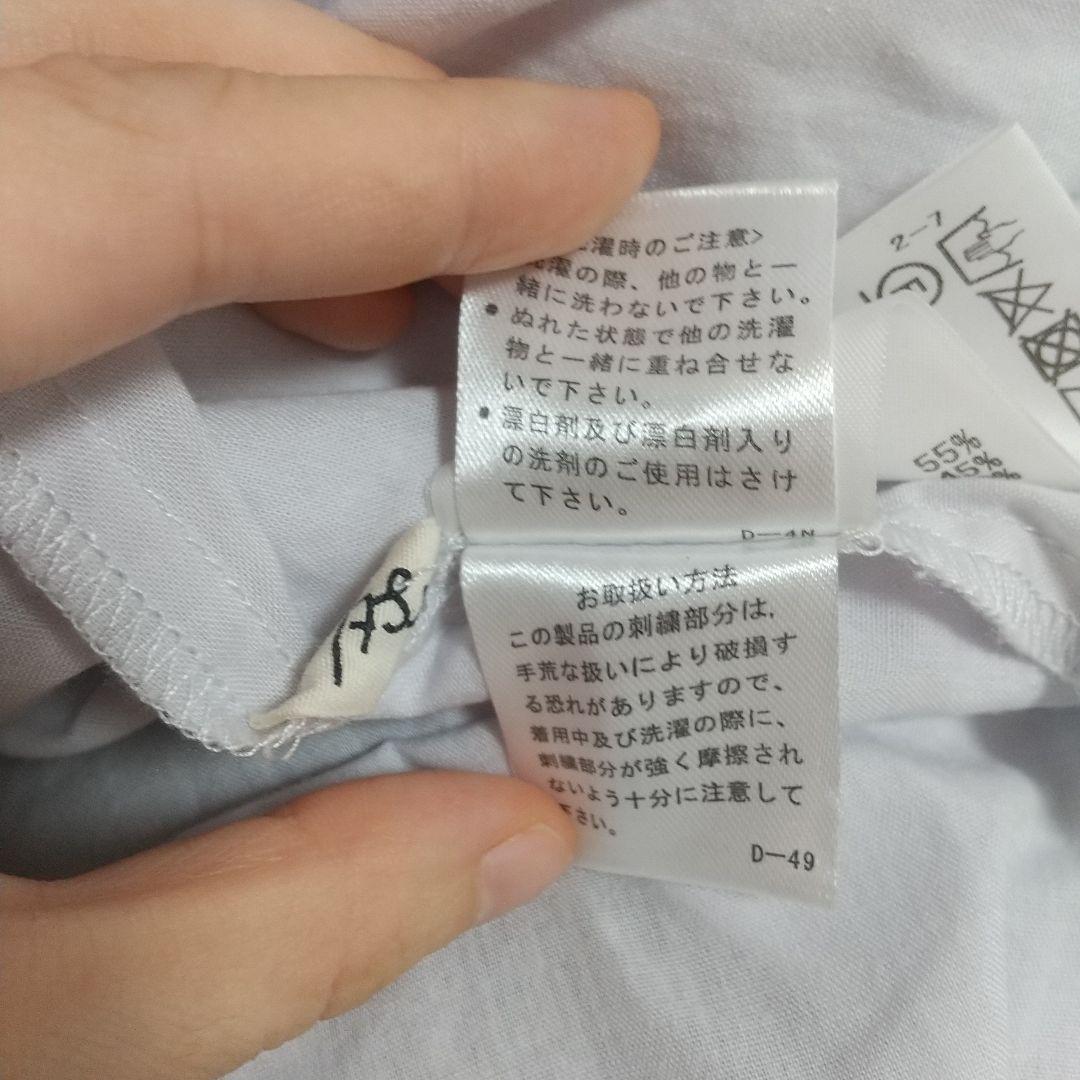 濯時のご注意>
濯の際、他の物と一
緒に洗わないで下さい。
• ぬれた状態で他の洗濯
物と一緒に重ね合せな
いで下さい。
• 漂白剤及び漂白剤入り
の洗剤のご使用はさけ
て下さい。
お取扱い方法
この製品の刺繍部分は,
手荒な扱いにより破損す
る恐れがありますので、
着用中及び洗濯の際に、
刺繍部分が強く摩擦され
ないよう十分に注意して
下さい。
D—49
2-1
55%